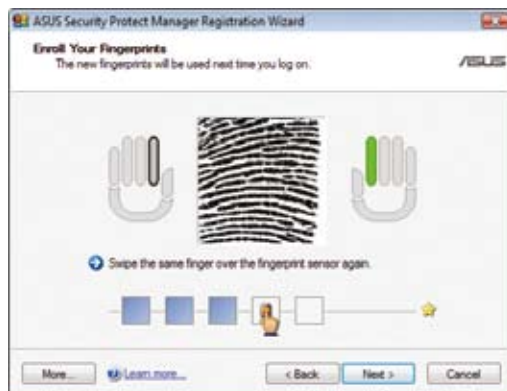 ASUS Security Protect Manager Registration Wizard
Enroll Your Fingerprints
The new fingerprints will be used next time you log on.
ASUS
Swipe the same finger over the fingerprint sensor again.
More... Learn more... < Back Next > Cancel